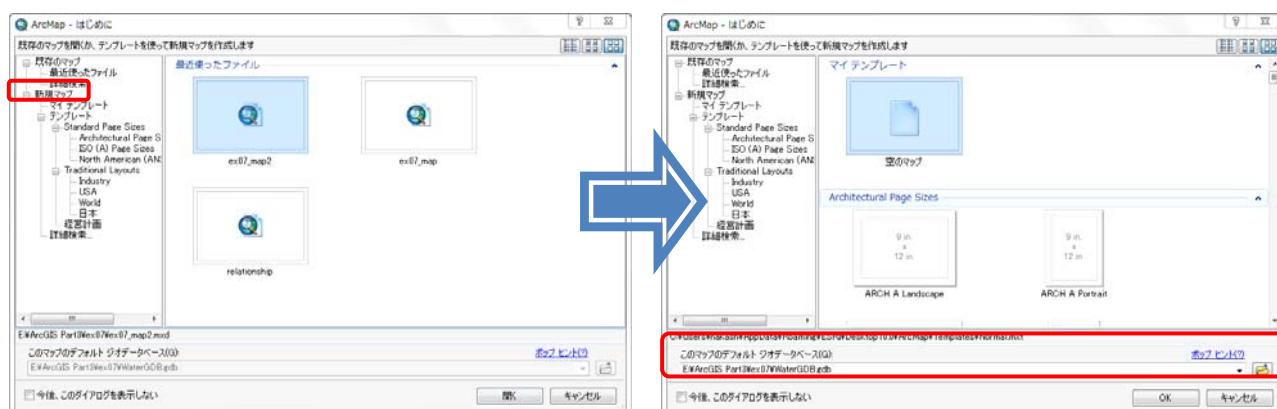 ArcMap - はじめに
既存のマップを開くか、テンプレートを使って新規マップを作成します
既存のマップ
最近使ったファイル
詳細検索...
新規マップ
マイ テンプレート
テンプレート
Standard Page Sizes
Architectural Page S
ISO (A) Page Sizes
North American (AN
Traditional Layouts
Industry
USA
World
日本
経営計画
詳細検索...
最近使ったファイル
ex07_map2
ex07_map
relationship
E:¥ArcGIS Part3¥ex07¥ex07_map2.mxd
このマップのデフォルト ジオデータベース(G):
ポップ ヒント(?)
E:¥ArcGIS Part3¥ex07¥WaterGDB.gdb
今後、このダイアログを表示しない
開く
キャンセル
ArcMap - はじめに
既存のマップを開くか、テンプレートを使って新規マップを作成します
既存のマップ
最近使ったファイル
詳細検索...
新規マップ
マイ テンプレート
テンプレート
Standard Page Sizes
Architectural Page S
ISO (A) Page Sizes
North American (AN
Traditional Layouts
Industry
USA
World
日本
経営計画
詳細検索...
マイ テンプレート
空のマップ
Architectural Page Sizes
9 in.
x
12 in
ARCH A Landscape
9 in.
x
12 in
ARCH A Portrait
このマップのデフォルト ジオデータベース(G):
ポップ ヒント(?)
E:¥ArcGIS Part3¥ex07¥WaterGDB.gdb
今後、このダイアログを表示しない
OK
キャンセル